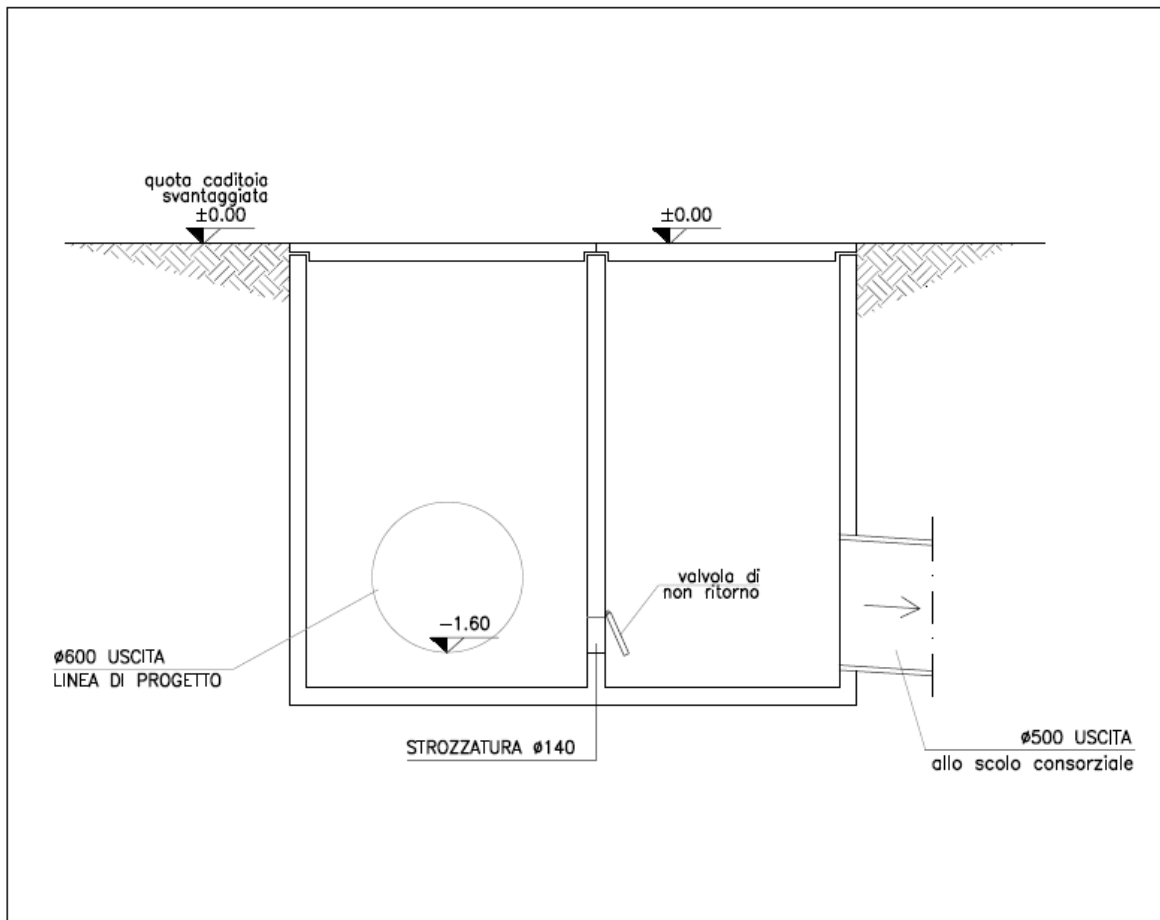 quota caditoia
svantaggiata
±0.00
±0.00
valvola di
non ritorno
−1.60
ø600 USCITA
LINEA DI PROGETTO
STROZZATURA ø140
ø500 USCITA
allo scolo consorziale